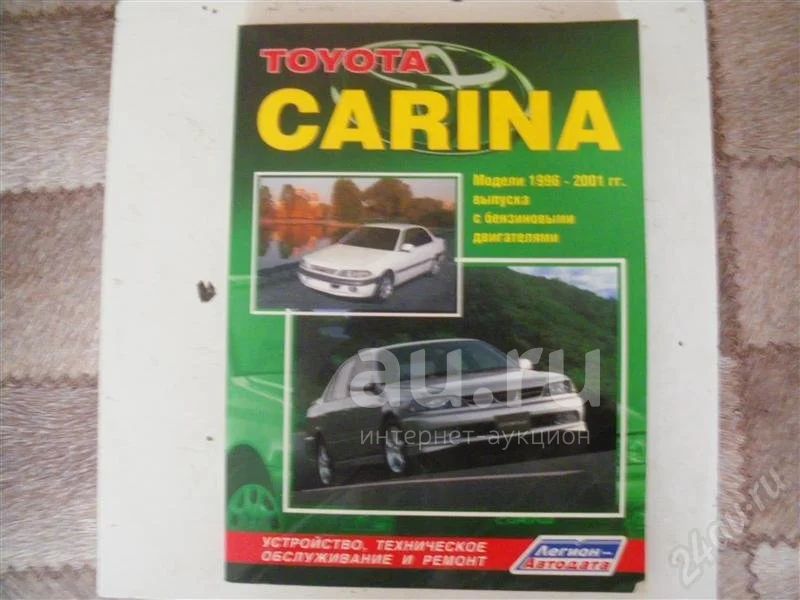 TOYOTA
CARINA
Модели 1996 - 2001 гг.
выпуска
с бензиновыми
двигателями
au.ru
интернет-аукцион
CARINA
УСТРОЙСТВО, ТЕХНИЧЕСКОЕ
ОБСЛУЖИВАНИЕ И РЕМОНТ
Легион-
Автодата
24au.ru